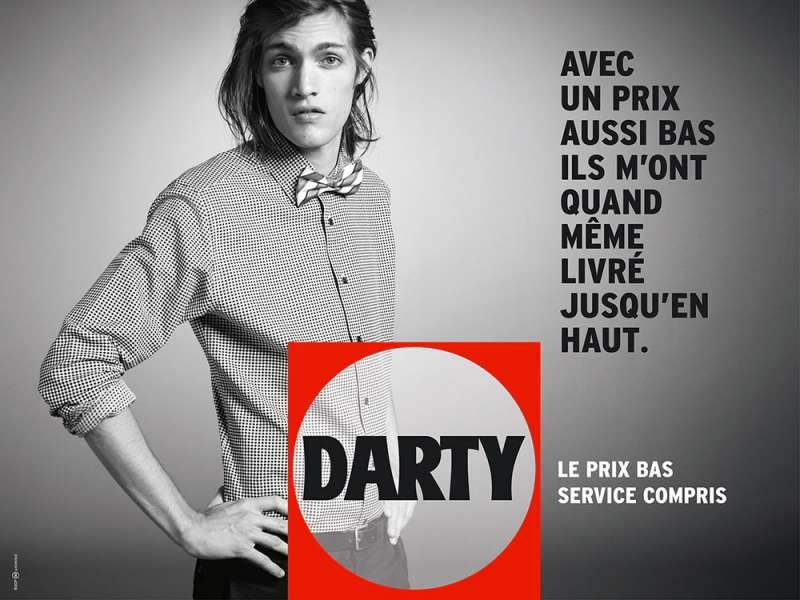 AVEC
UN PRIX
AUSSI BAS
ILS M'ONT
QUAND
MÊME
LIVRÉ
JUSQU'EN
HAUT.
DARTY
LE PRIX BAS
SERVICE COMPRIS